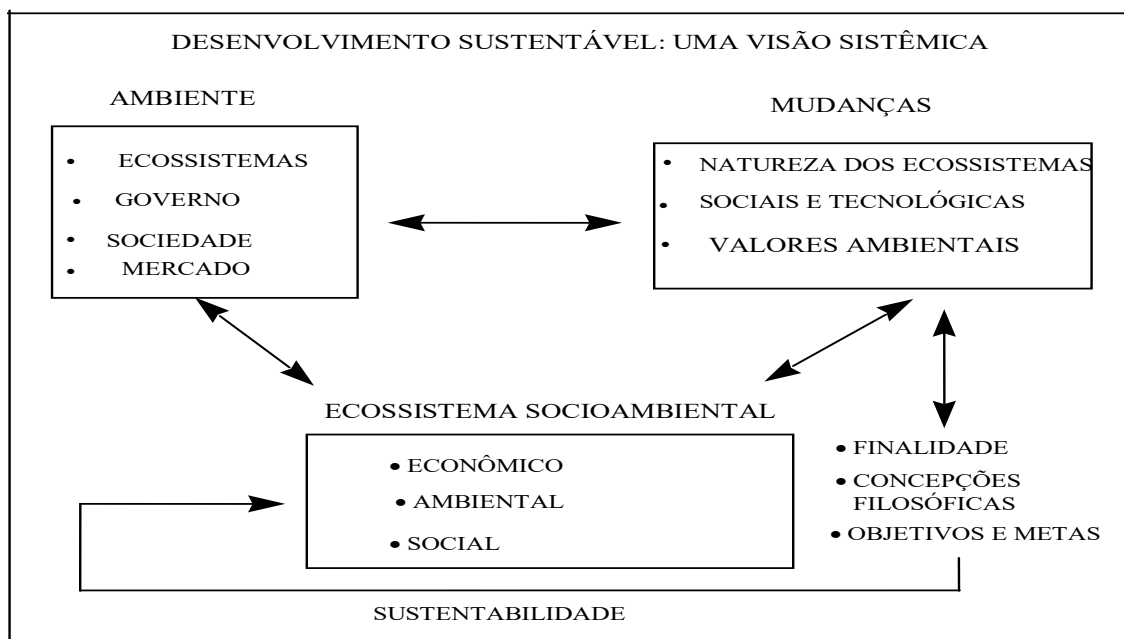 DESENVOLVIMENTO SUSTENTÁVEL: UMA VISÃO SISTÊMICA
AMBIENTE
• ECOSSISTEMAS
• GOVERNO
• SOCIEDADE
• MERCADO
MUDANÇAS
• NATUREZA DOS ECOSSISTEMAS
• SOCIAIS E TECNOLÓGICAS
• VALORES AMBIENTAIS
ECOSSISTEMA SOCIOAMBIENTAL
• ECONÔMICO
• AMBIENTAL
• SOCIAL
• FINALIDADE
• CONCEPÇÕES
FILOSÓFICAS
• OBJETIVOS E METAS
SUSTENTABILIDADE